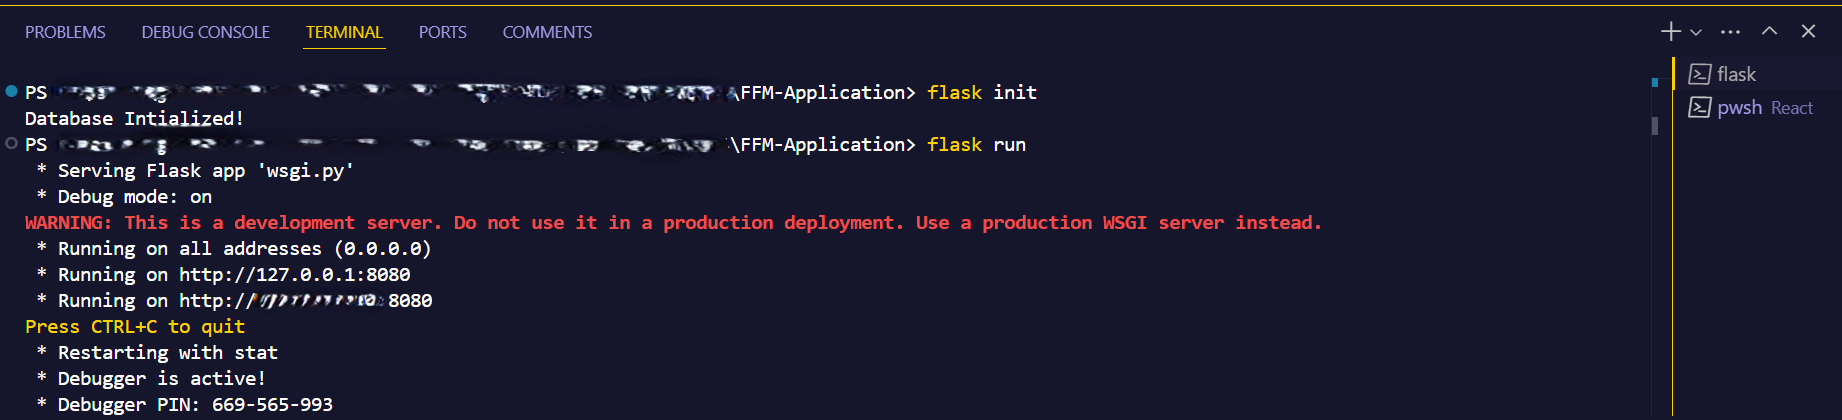 PROBLEMS DEBUG CONSOLE TERMINAL PORTS COMMENTS
flask
pwsh React
PS \FFM-Application> flask init
Database Intialized!
PS \FFM-Application> flask run
* Serving Flask app 'wsgi.py'
* Debug mode: on
WARNING: This is a development server. Do not use it in a production deployment. Use a production WSGI server instead.
* Running on all addresses (0.0.0.0)
* Running on http://127.0.0.1:8080
* Running on http:// 8080
Press CTRL+C to quit
* Restarting with stat
* Debugger is active!
* Debugger PIN: 669-565-993